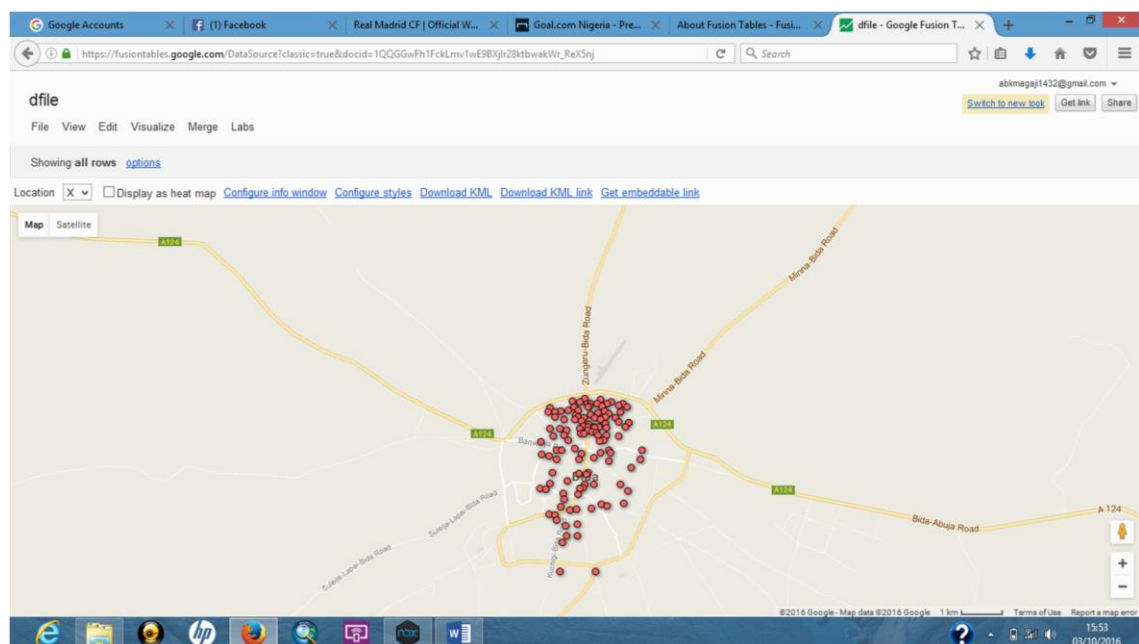 Google Accounts (1) Facebook Real Madrid CF | Official W... Goal.com Nigeria - Pre... About Fusion Tables - Fusi... dfile - Google Fusion T...
https://fusiontables.google.com/DataSource?classic=true&docid=1QQGGwFh1FckLmv1wE9BXjlr28ktbwakWr_ReX5nj Search
abkmagaji1432@gmail.com
dfile
Switch to new look Get link Share
File View Edit Visualize Merge Labs
Showing all rows options
Location X Display as heat map Configure info window Configure styles Download KML Download KML link Get embeddable link
Map Satellite
A124
Minna-Bida Road
Zungeru-Bida Road
Minna-Bida Road
A124
A124
Bida
A124
Suleja-Lapai-Bida Road
A 124
Bida-Abuja Road
Kutchigi-Bida Road
Suleja-Lapai-Bida Road
+
−
©2016 Google - Map data ©2016 Google 1 km Terms of Use Report a map error
15:53
03/10/2016